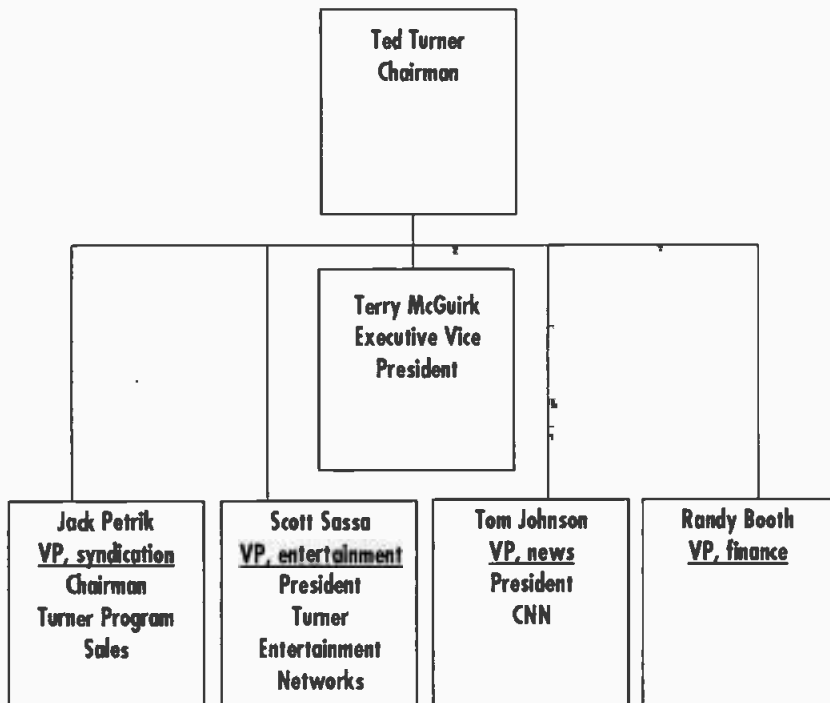 Ted Turner
Chairman
Terry McGuirk
Executive Vice
President
Jack Petrik
VP, syndication
Chairman
Turner Program
Sales
Scott Sassa
VP, entertainment
President
Turner
Entertainment
Networks
Tom Johnson
VP, news
President
CNN
Randy Booth
VP, finance